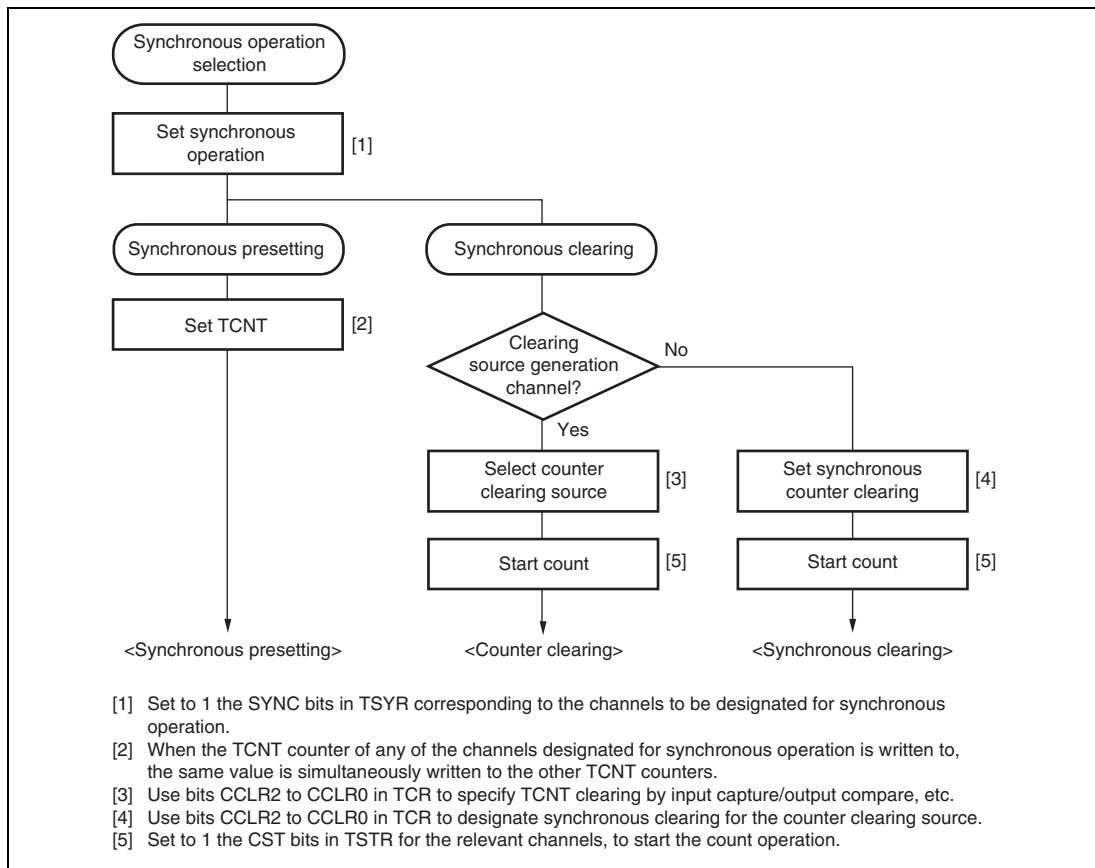 Synchronous operation
selection
Set synchronous
operation
[1]
Synchronous presetting
Synchronous clearing
Set TCNT
[2]
Clearing
source generation
channel?
No
Yes
Select counter
clearing source
[3]
Set synchronous
counter clearing
[4]
Start count
[5]
Start count
[5]
<Synchronous presetting>
<Counter clearing>
<Synchronous clearing>
[1] Set to 1 the SYNC bits in TSYR corresponding to the channels to be designated for synchronous
operation.
[2] When the TCNT counter of any of the channels designated for synchronous operation is written to,
the same value is simultaneously written to the other TCNT counters.
[3] Use bits CCLR2 to CCLR0 in TCR to specify TCNT clearing by input capture/output compare, etc.
[4] Use bits CCLR2 to CCLR0 in TCR to designate synchronous clearing for the counter clearing source.
[5] Set to 1 the CST bits in TSTR for the relevant channels, to start the count operation.